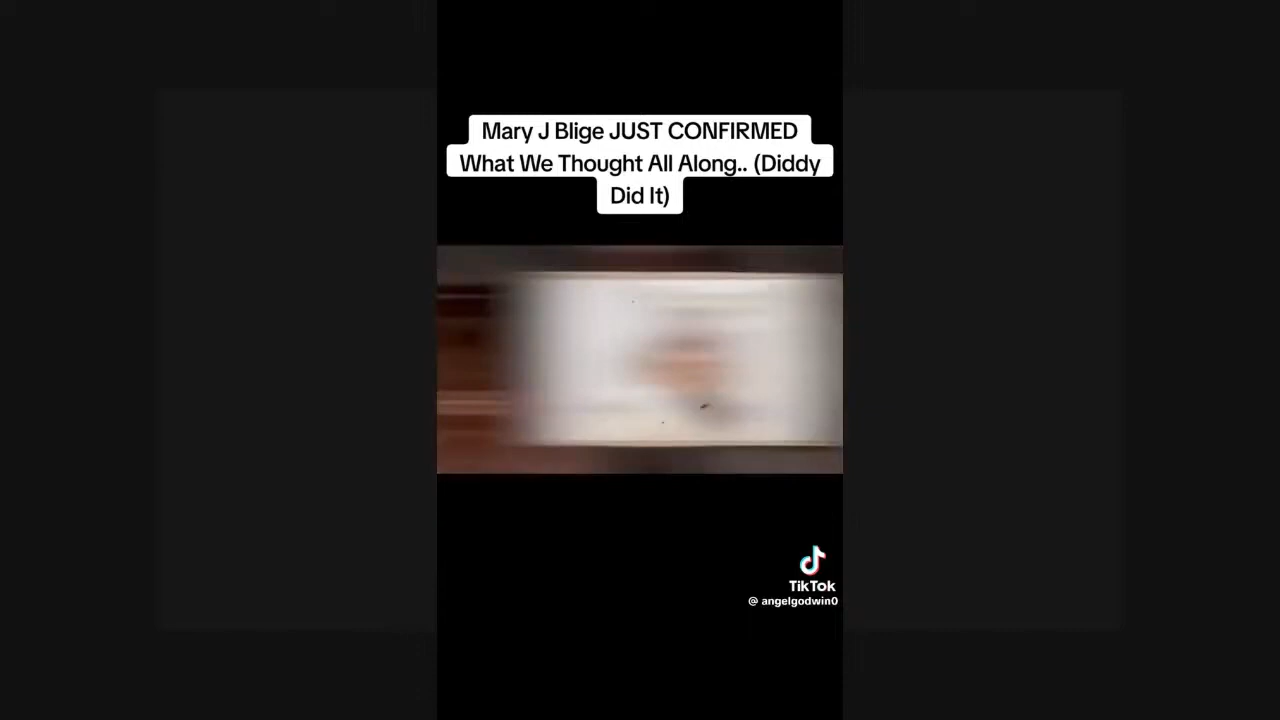 Mary J Blige JUST CONFIRMED
What We Thought All Along.. (Diddy
Did It)
TikTok
@ angelgodwin0